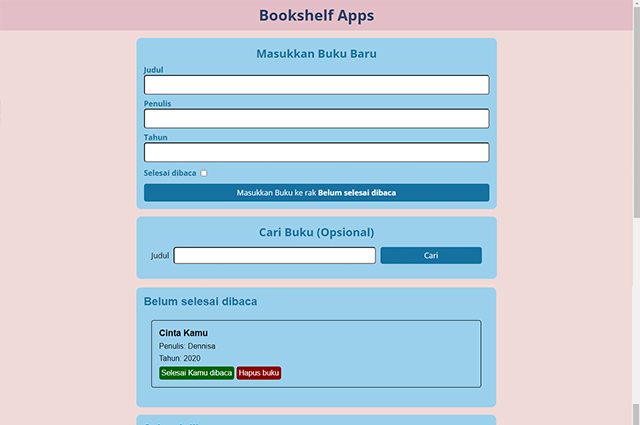 Bookshelf Apps
Masukkan Buku Baru
Judul
Penulis
Tahun
Selesai dibaca
Masukkan Buku ke rak Belum selesai dibaca
Cari Buku (Opsional)
Judul
Cari
Belum selesai dibaca
Cinta Kamu
Penulis: Dennisa
Tahun: 2020
Selesai Kamu dibaca Hapus buku